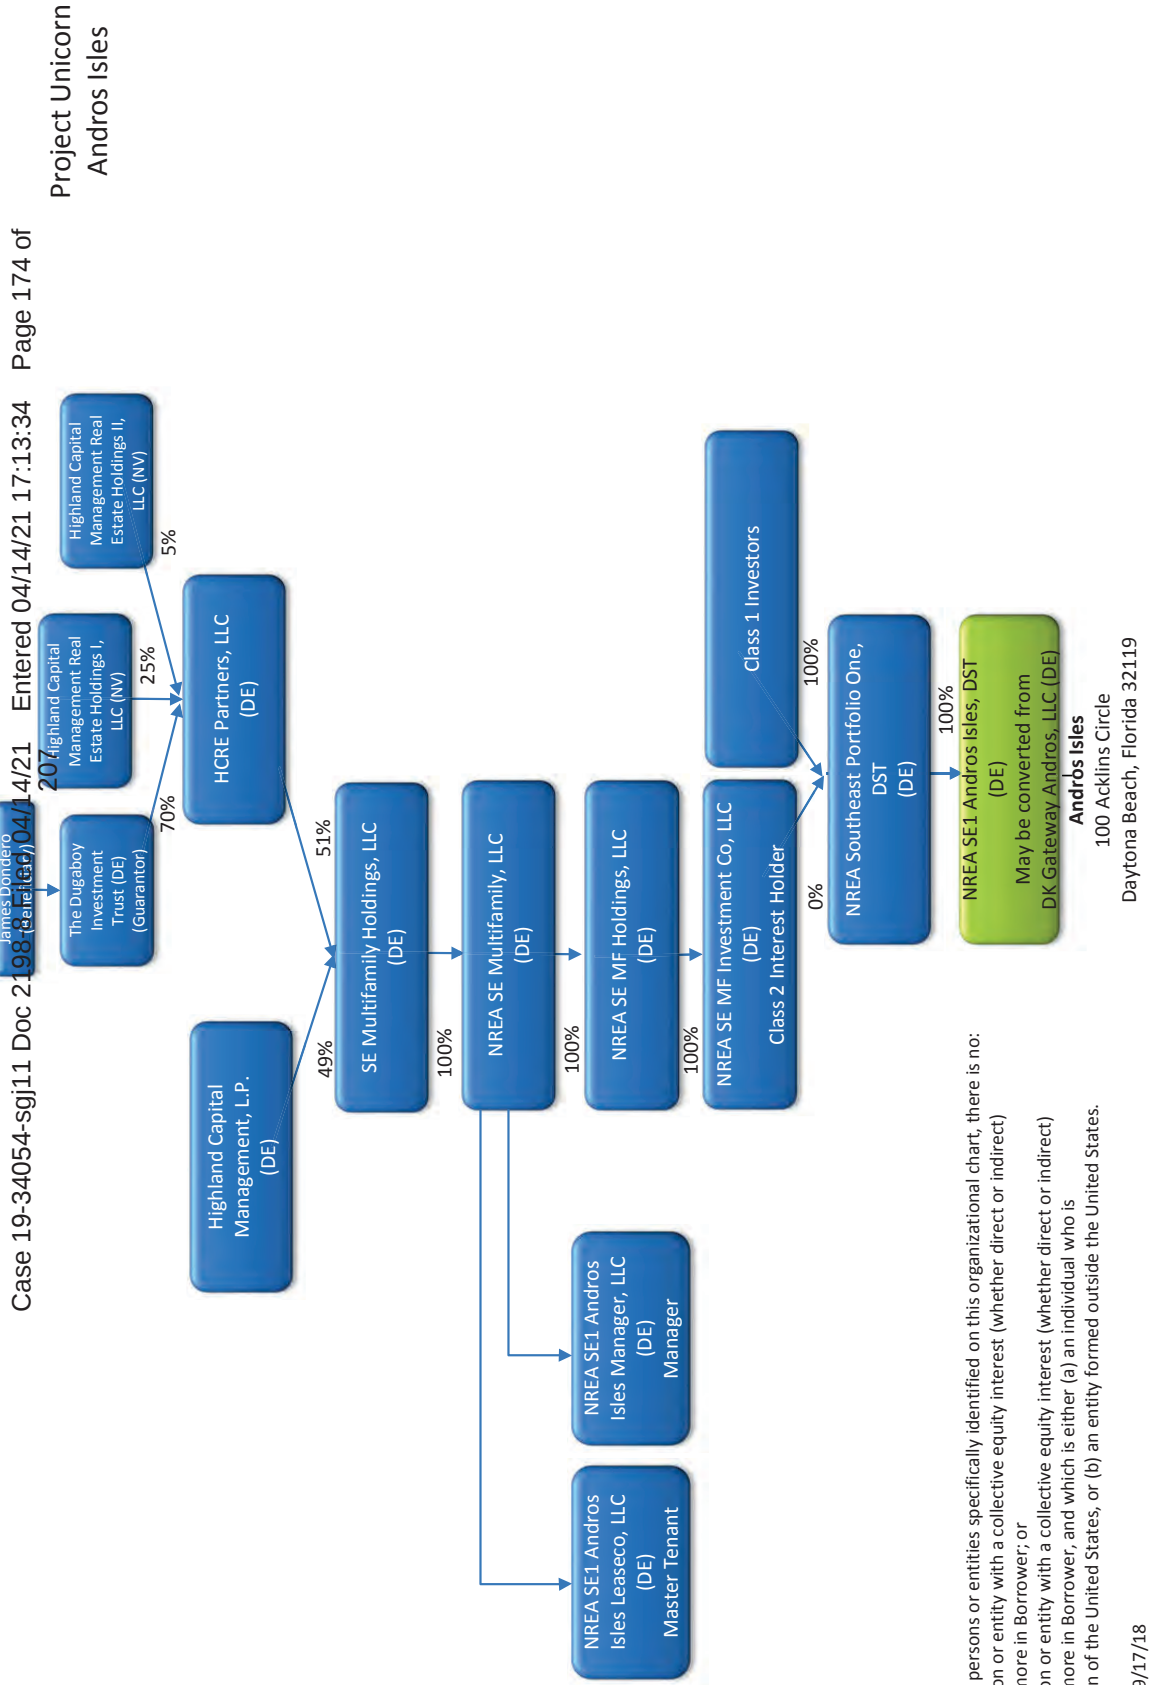 Case 19-34054-sgj11 Doc 2198-8 Filed 04/14/21 Entered 04/14/21 17:13:34 Page 174 of
207
Project Unicorn
Andros Isles
James Dondero
The Dugaboy
Investment
Trust (DE)
(Guarantor)
Highland Capital
Management Real
Estate Holdings I,
LLC (NV)
Highland Capital
Management Real
Estate Holdings II,
LLC (NV)
70%
25%
5%
Highland Capital
Management, L.P.
(DE)
HCRE Partners, LLC
(DE)
49%
51%
SE Multifamily Holdings, LLC
(DE)
100%
NREA SE Multifamily, LLC
(DE)
100%
NREA SE1 Andros
Isles Leaseco, LLC
(DE)
Master Tenant
NREA SE1 Andros
Isles Manager, LLC
(DE)
Manager
NREA SE MF Holdings, LLC
(DE)
100%
NREA SE MF Investment Co, LLC
(DE)
Class 2 Interest Holder
Class 1 Investors
0%
100%
NREA Southeast Portfolio One,
DST
(DE)
100%
NREA SE1 Andros Isles, DST
(DE)
May be converted from
DK Gateway Andros, LLC (DE)
Andros Isles
100 Acklins Circle
Daytona Beach, Florida 32119
persons or entities specifically identified on this organizational chart, there is no:
on or entity with a collective equity interest (whether direct or indirect)
more in Borrower; or
on or entity with a collective equity interest (whether direct or indirect)
more in Borrower, and which is either (a) an individual who is
n of the United States, or (b) an entity formed outside the United States.
9/17/18